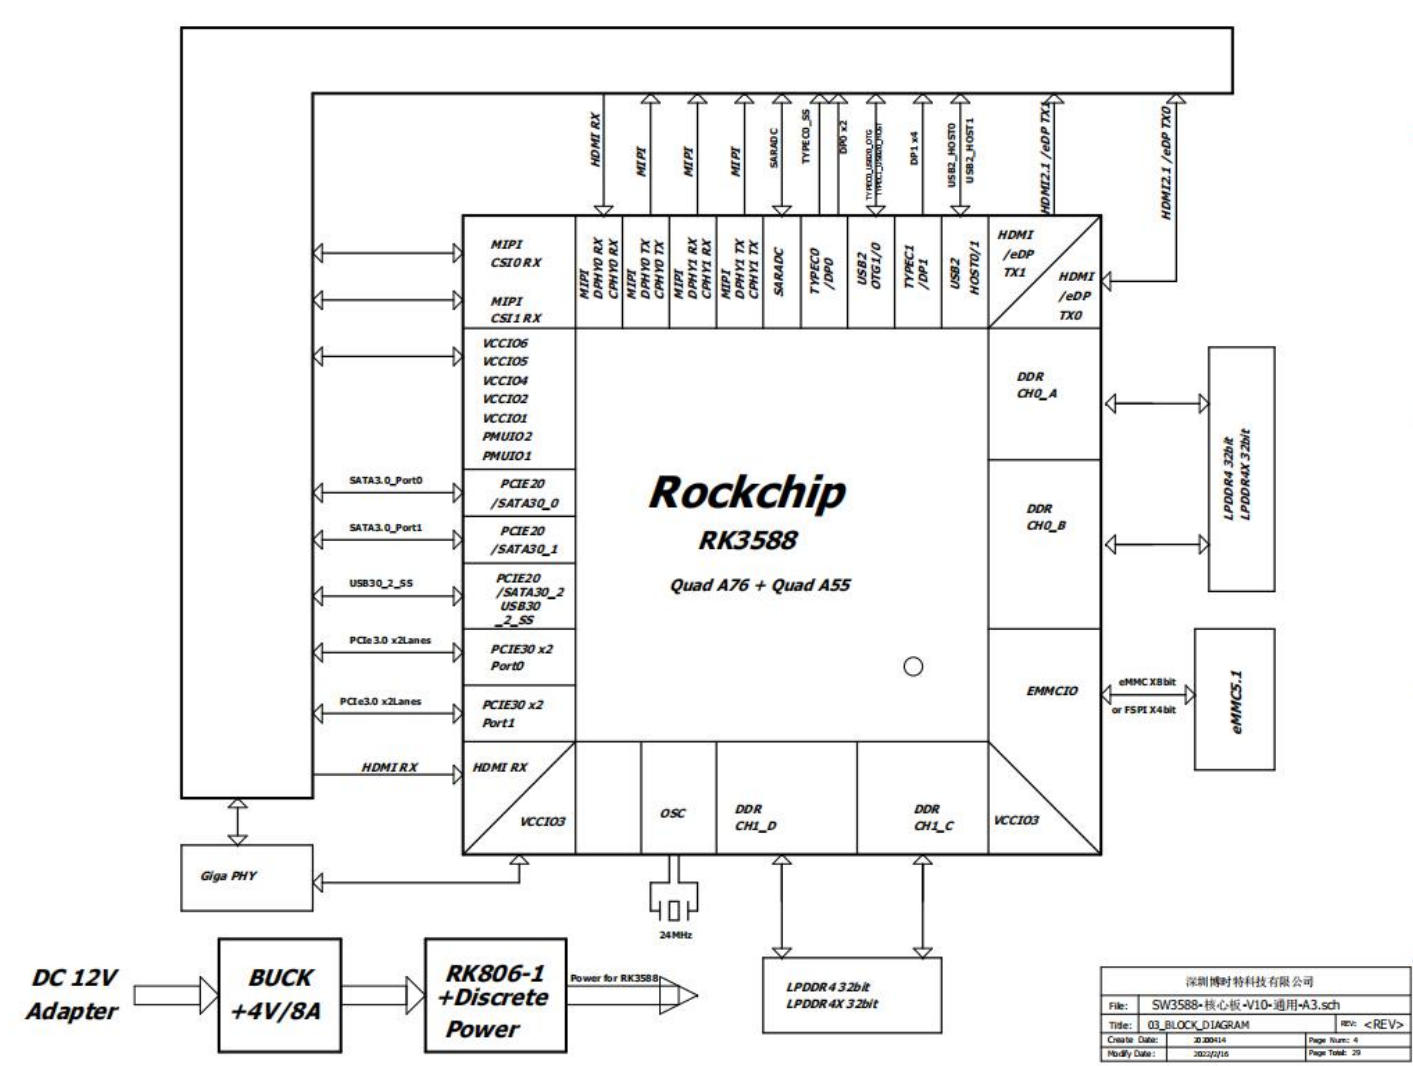 HDMI RX
MIPI
MIPI
MIPI
SARADC
TYPEC0_SS
DP0 x2
TYPEC0_USB20_OTG
TYPEC1_USB20_HOST
DP1 x4
USB2_HOST0
USB2_HOST1
HDMI2.1 /eDP TX1
HDMI2.1 /eDP TX0
MIPI
CSI0 RX
MIPI
CSI1 RX
MIPI
DPHY0 RX
CPHY0 RX
MIPI
DPHY0 TX
CPHY0 TX
MIPI
DPHY1 RX
CPHY1 RX
MIPI
DPHY1 TX
CPHY1 TX
SARADC
TYPEC0
/DP0
USB2
OTG1/0
TYPEC1
/DP1
USB2
HOST0/1
HDMI
/eDP
TX1
HDMI
/eDP
TX0
VCCIO6
VCCIO5
VCCIO4
VCCIO2
VCCIO1
PMUIO2
PMUIO1
DDR
CH0_A
LPDDR4 32bit
LPDDR4X 32bit
SATA3.0_Port0
PCIE20
/SATA30_0
Rockchip
RK3588
Quad A76 + Quad A55
DDR
CH0_B
SATA3.0_Port1
PCIE20
/SATA30_1
USB30_2_SS
PCIE20
/SATA30_2
USB30
_2_SS
PCIe3.0 x2Lanes
PCIE30 x2
Port0
PCIe3.0 x2Lanes
PCIE30 x2
Port1
EMMCIO
eMMC X8bit
or FSPI X4bit
eMMC5.1
HDMI RX
HDMI RX
VCCIO3
OSC
DDR
CH1_D
DDR
CH1_C
VCCIO3
Giga PHY
24MHz
DC 12V
Adapter
BUCK
+4V/8A
RK806-1
+Discrete
Power
Power for RK3588
LPDDR4 32bit
LPDDR4X 32bit
深圳博时特科技有限公司
File: SW3588-核心板-V10-通用-A3.sch
Title: 03_BLOCK_DIAGRAM REV: <REV>
Create Date: 20200414 Page Num: 4
Modify Date: 2022/2/16 Page Total: 29